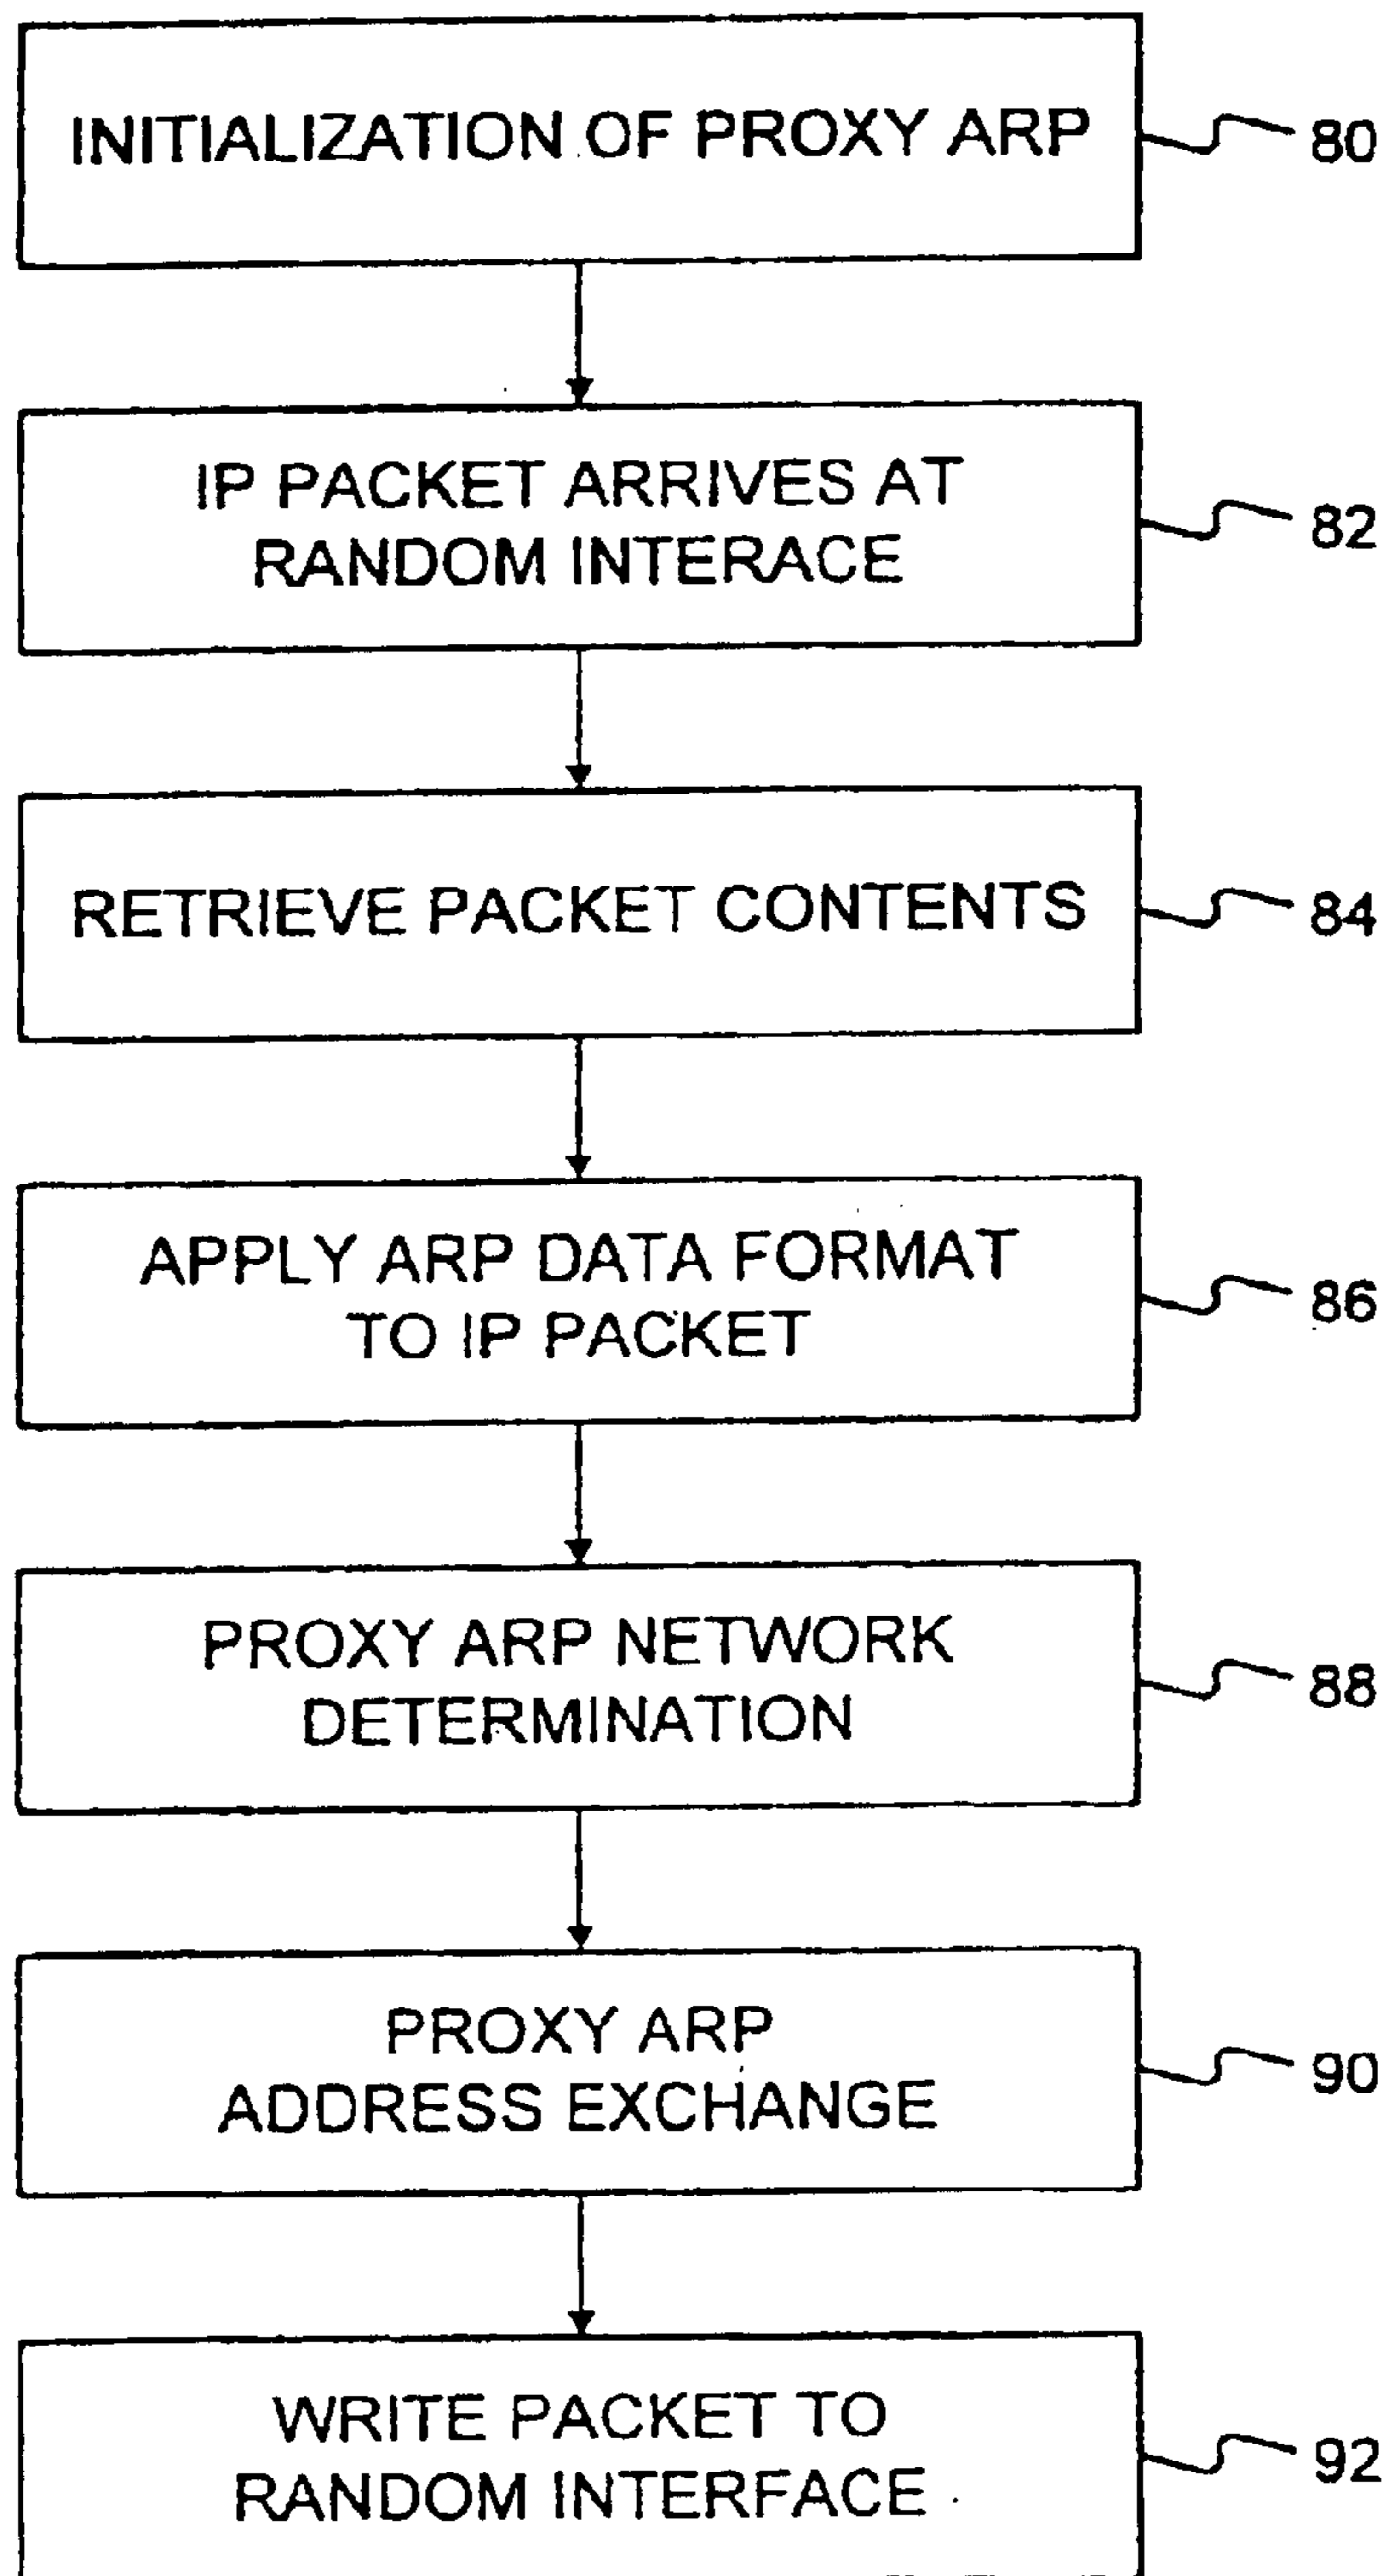 INITIALIZATION OF PROXY ARP
80
IP PACKET ARRIVES AT
RANDOM INTERACE
82
RETRIEVE PACKET CONTENTS
84
APPLY ARP DATA FORMAT
TO IP PACKET
86
PROXY ARP NETWORK
DETERMINATION
88
PROXY ARP
ADDRESS EXCHANGE
90
WRITE PACKET TO
RANDOM INTERFACE
92